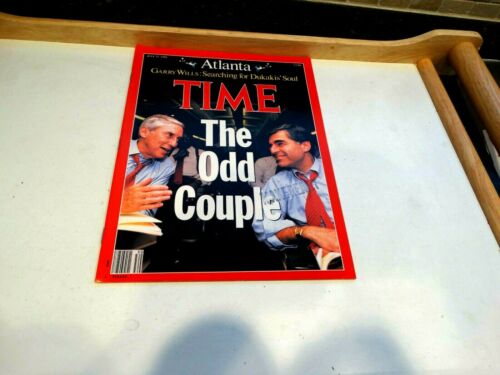 Atlanta
GARRY WILLS: Searching for Dukakis' Soul
TIME
The
Odd
Couple